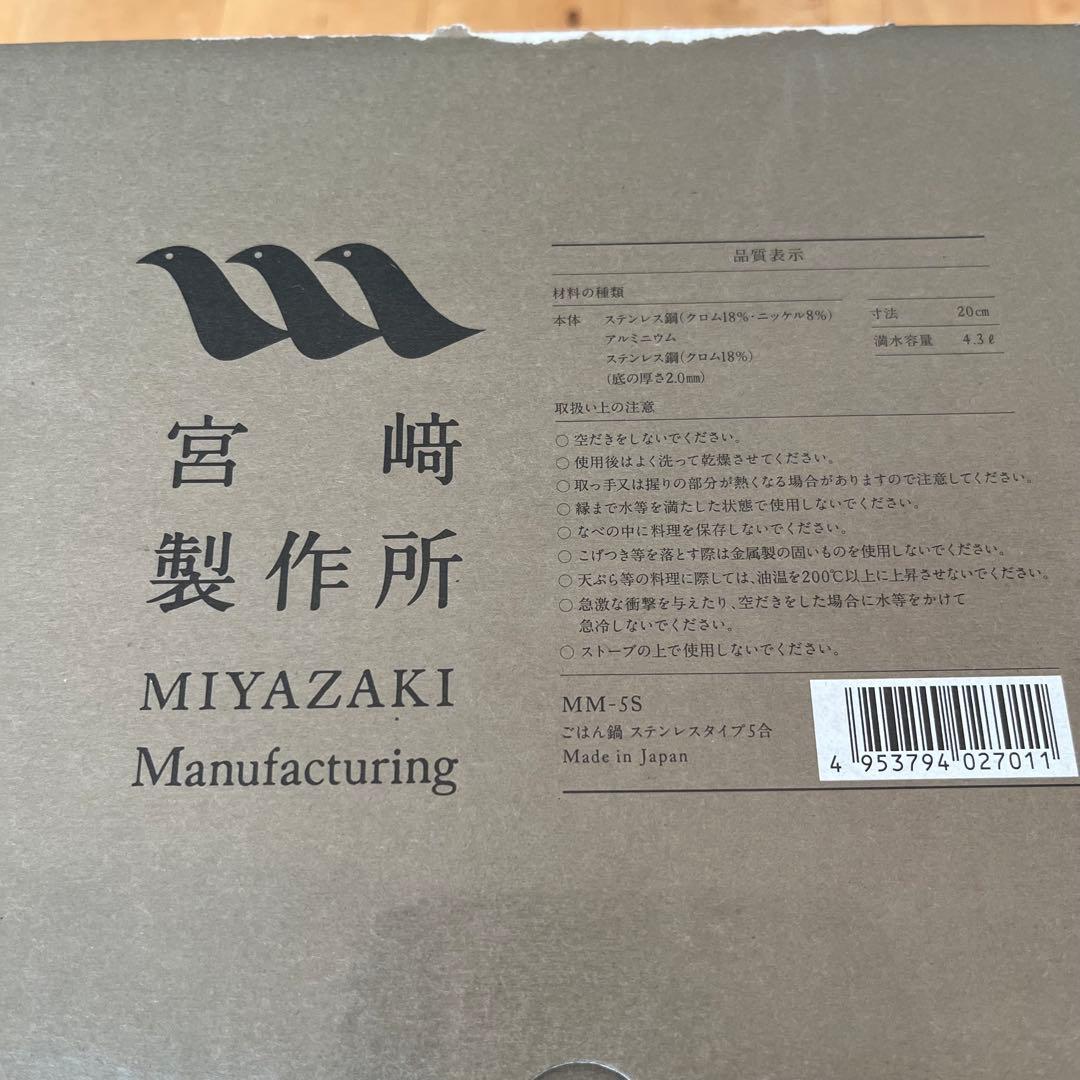 宮﨑
製作所
MIYAZAKI
Manufacturing
品質表示
材料の種類
本体 ステンレス鋼(クロム18%・ニッケル8%)
アルミニウム
ステンレス鋼(クロム18%)
(底の厚さ2.0㎜)
寸法 20㎝
満水容量 4.3ℓ
取扱い上の注意
○ 空だきをしないでください。
○ 使用後はよく洗って乾燥させてください。
○ 取っ手又は握りの部分が熱くなる場合がありますので注意してください。
○ 縁まで水等を満たした状態で使用しないでください。
○ なべの中に料理を保存しないでください。
○ こげつき等を落とす際は金属製の固いものを使用しないでください。
○ 天ぷら等の料理に際しては、油温を200℃以上に上昇させないでください。
○ 急激な衝撃を与えたり、空だきをした場合に水等をかけて
急冷しないでください。
○ ストーブの上で使用しないでください。
MM-5S
ごはん鍋 ステンレスタイプ5合
Made in Japan
4 953794 027011